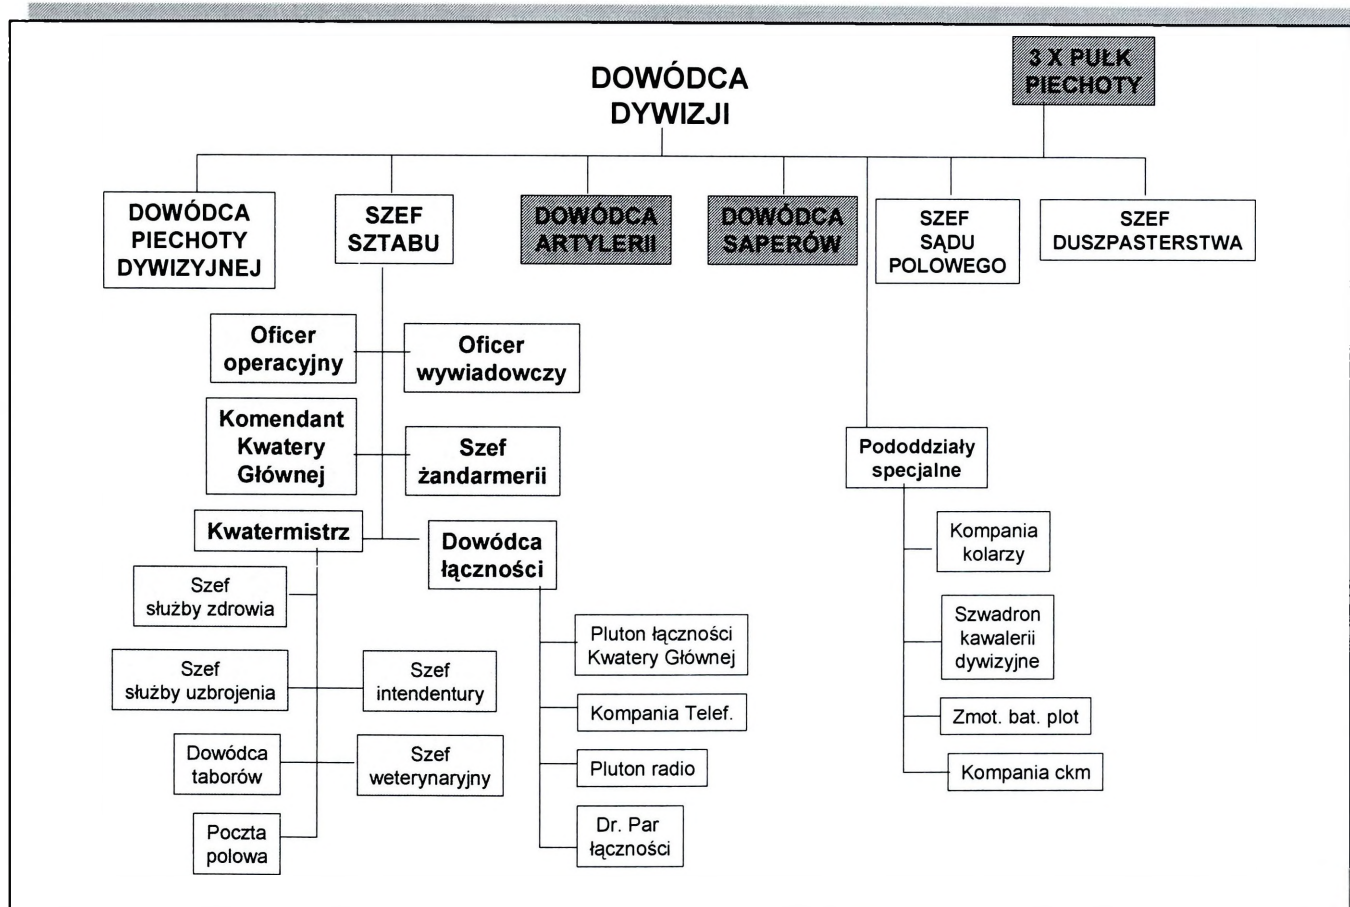 DOWÓDCA
DYWIZJI
3 X PUŁK
PIECHOTY
DOWÓDCA
PIECHOTY
DYWIZYJNEJ
SZEF
SZTABU
DOWÓDCA
ARTYLERII
DOWÓDCA
SAPERÓW
SZEF
SĄDU
POLOWEGO
SZEF
DUSZPASTERSTWA
Oficer
operacyjny
Oficer
wywiadowczy
Komendant
Kwatery
Głównej
Szef
żandarmerii
Kwatermistrz
Dowódca
łączności
Szef
służby zdrowia
Szef
służby uzbrojenia
Szef
intendentury
Dowódca
taborów
Szef
weterynaryjny
Poczta
polowa
Pluton łączności
Kwatery Głównej
Kompania Telef.
Pluton radio
Dr. Par
łączności
Pododdziały
specjalne
Kompania
kolarzy
Szwadron
kawalerii
dywizyjne
Zmot. bat. plot
Kompania ckm